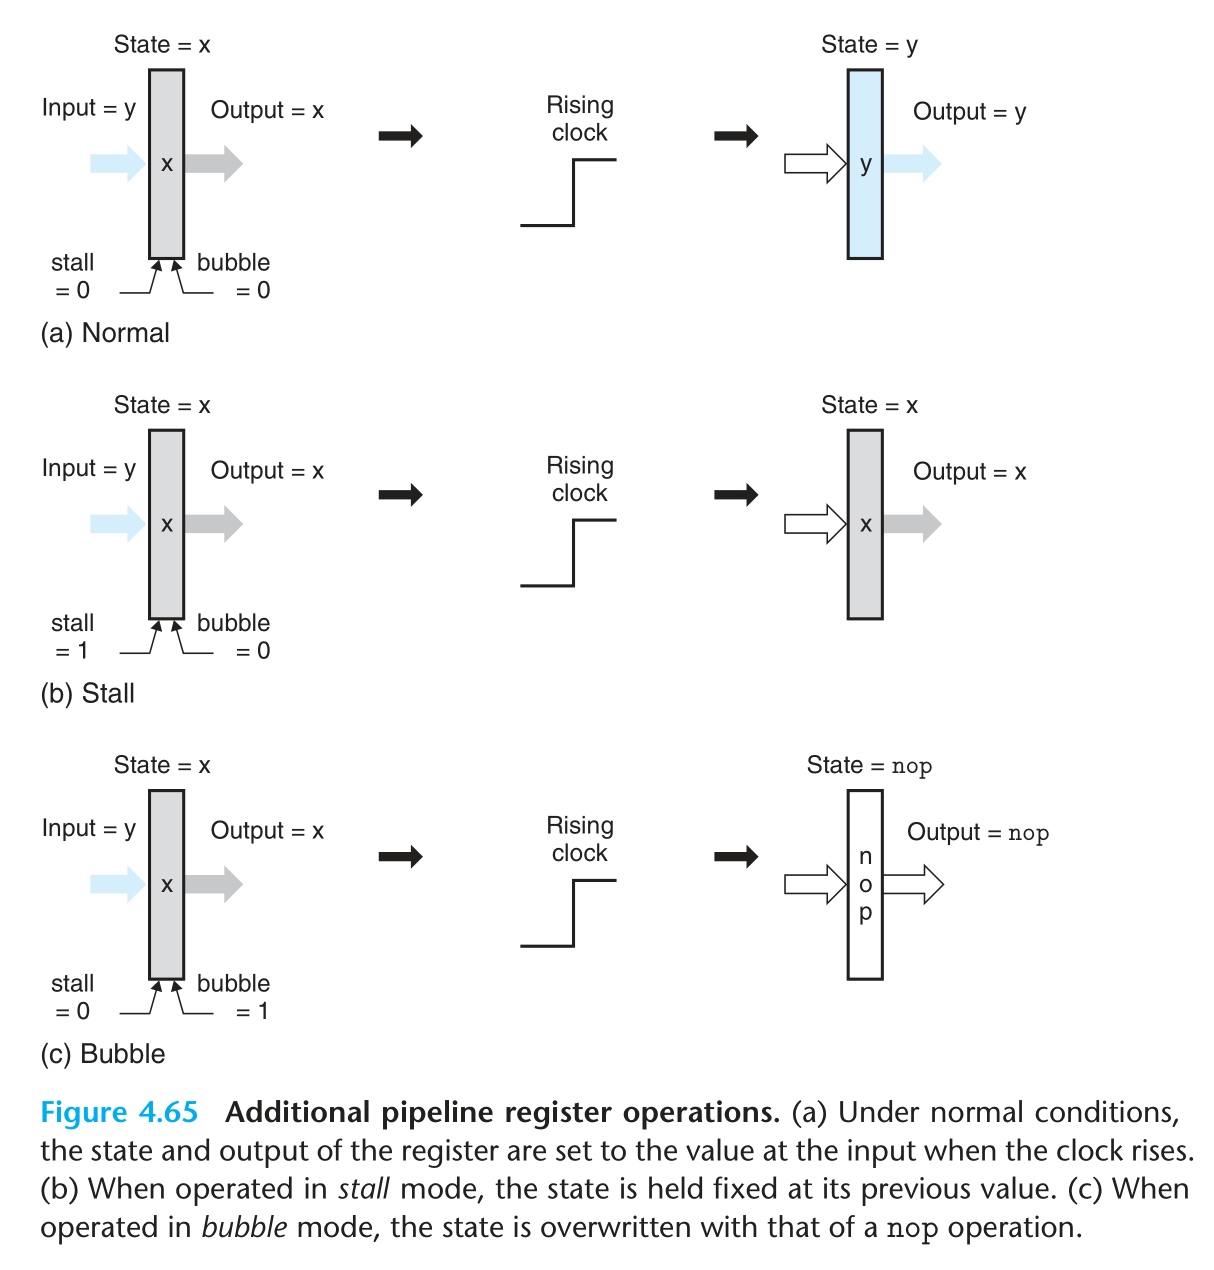 State = x
State = y
Input = y
Output = x
Rising
clock
Output = y
x
y
stall
= 0
bubble
= 0
(a) Normal
State = x
State = x
Input = y
Output = x
Rising
clock
Output = x
x
x
stall
= 1
bubble
= 0
(b) Stall
State = x
State = nop
Input = y
Output = x
Rising
clock
Output = nop
x
n
o
p
stall
= 0
bubble
= 1
(c) Bubble
Figure 4.65 Additional pipeline register operations. (a) Under normal conditions,
the state and output of the register are set to the value at the input when the clock rises.
(b) When operated in stall mode, the state is held fixed at its previous value. (c) When
operated in bubble mode, the state is overwritten with that of a nop operation.